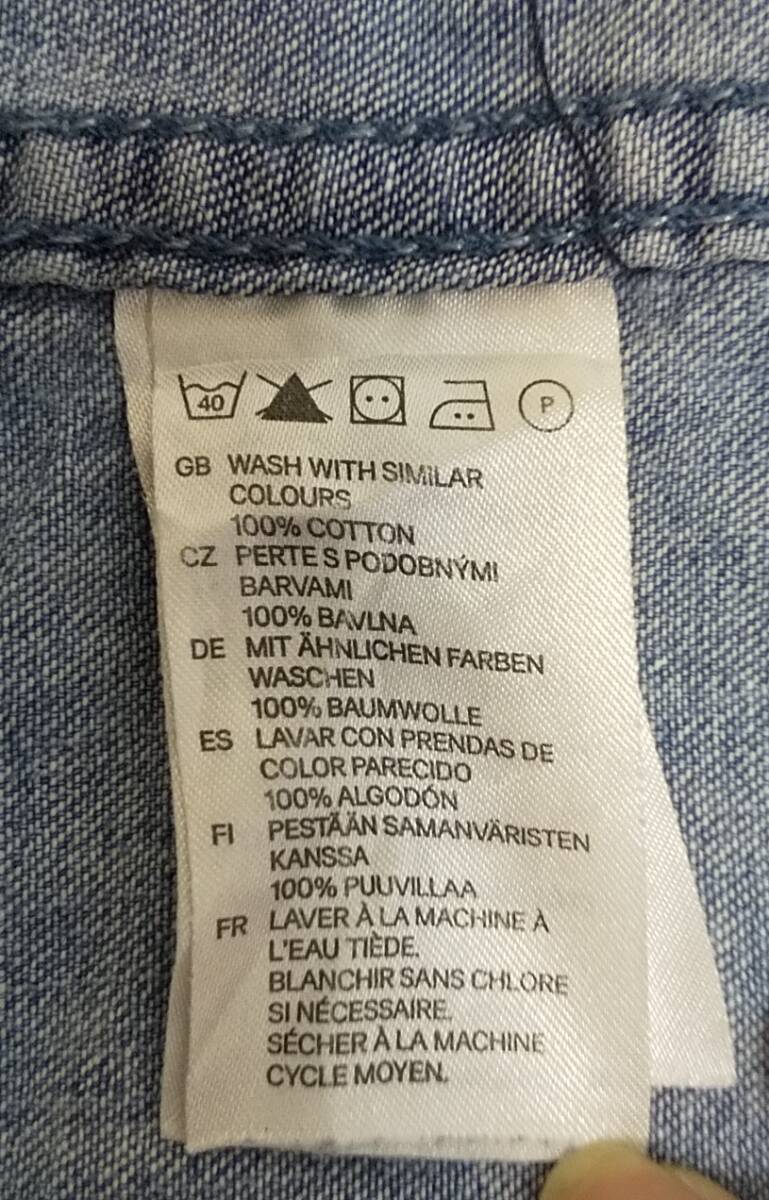 40 P
GB WASH WITH SIMILAR
COLOURS
100% COTTON
CZ PERTE S PODOBNÝMI
BARVAMI
100% BAVLNA
DE MIT ÄHNLICHEN FARBEN
WASCHEN
100% BAUMWOLLE
ES LAVAR CON PRENDAS DE
COLOR PARECIDO
100% ALGODÓN
FI PESTÄÄN SAMANVÄRISTEN
KANSSA
100% PUUVILLAA
FR LAVER À LA MACHINE À
L'EAU TIÈDE.
BLANCHIR SANS CHLORE
SI NÉCESSAIRE.
SÉCHER À LA MACHINE
CYCLE MOYEN.